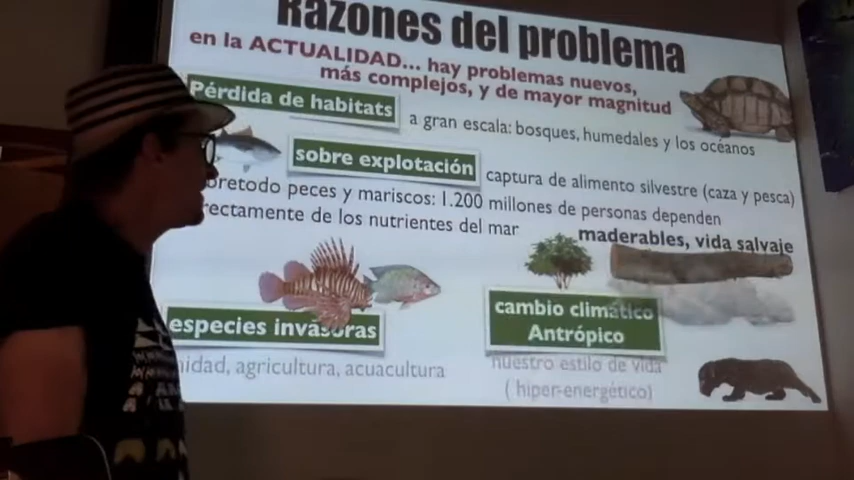 Razones del problema
en la ACTUALIDAD... hay problemas nuevos,
más complejos, y de mayor magnitud
Pérdida de habitats
a gran escala: bosques, humedales y los océanos
sobre explotación
captura de alimento silvestre (caza y pesca)
peces y mariscos: 1.200 millones de personas dependen
de los nutrientes del mar
maderables, vida salvaje
especies invasoras
agricultura, acuacultura
cambio climático
Antrópico
nuestro estilo de vida
( hiper-energético)